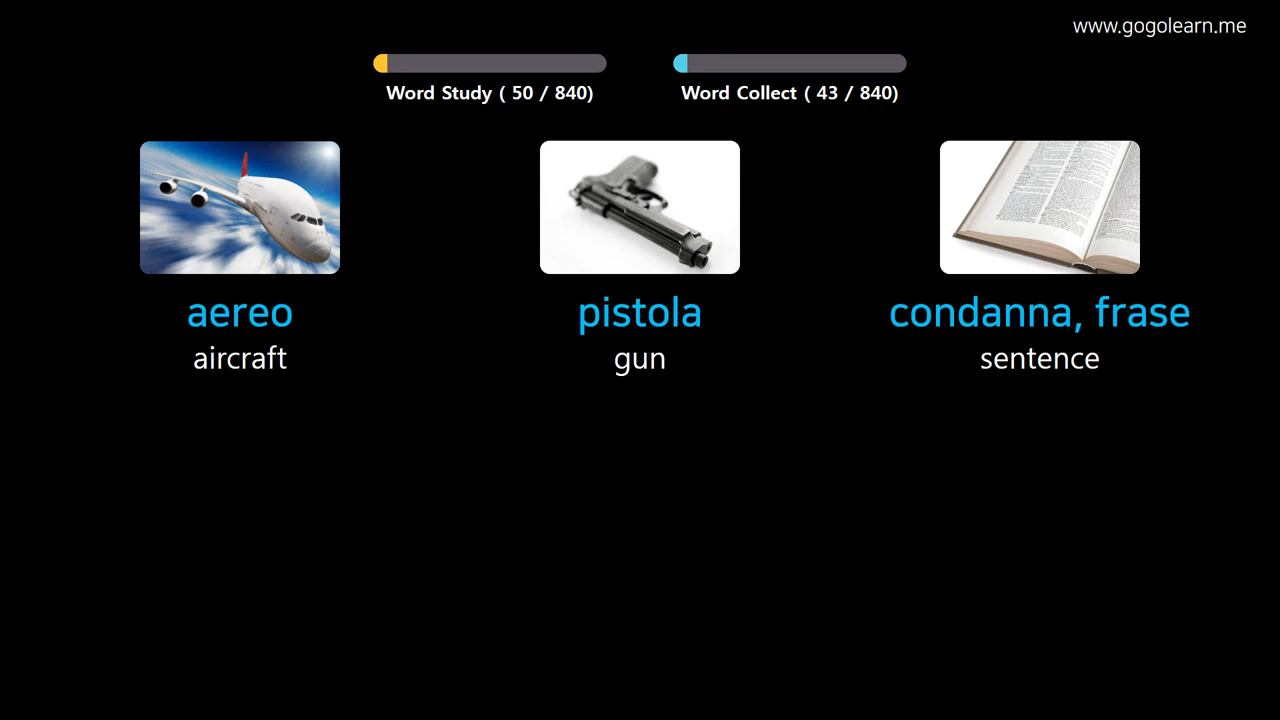 www.gogolearn.me
Word Study ( 50 / 840)
Word Collect ( 43 / 840)
aereo
aircraft
pistola
gun
condanna, frase
sentence